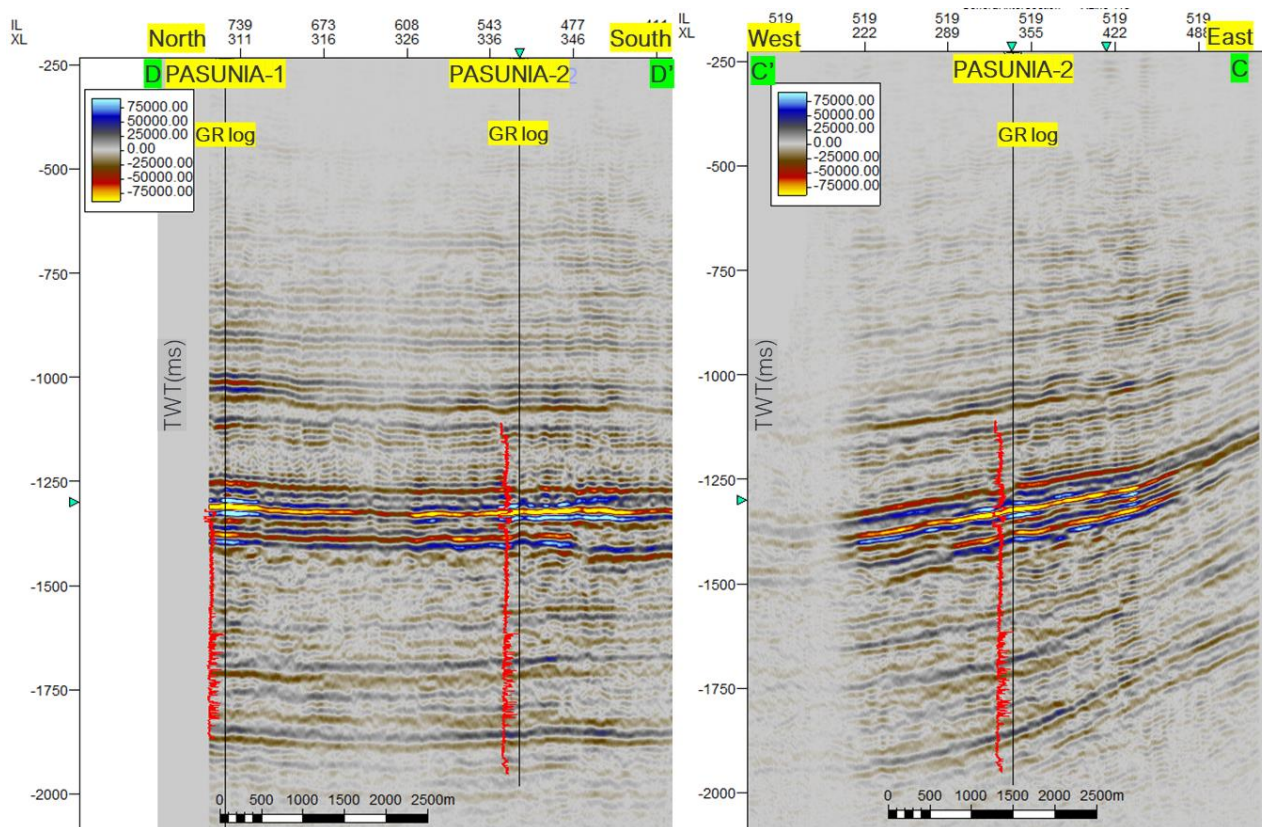 IL 739 673 608 543 477 411
XL 311 316 326 336 346
North South
D PASUNIA-1 PASUNIA-2 D'
GR log GR log
75000.00
50000.00
25000.00
0.00
-25000.00
-50000.00
-75000.00
-250
-500
-750
-1000
-1250
-1500
-1750
-2000
TWT(ms)
0 500 1000 1500 2000 2500m
IL 519 519 519 519 519 519
XL 222 289 355 422 488
West East
C' PASUNIA-2 C
GR log
75000.00
50000.00
25000.00
0.00
-25000.00
-50000.00
-75000.00
-250
-500
-750
-1000
-1250
-1500
-1750
-2000
TWT(ms)
0 500 1000 1500 2000 2500m